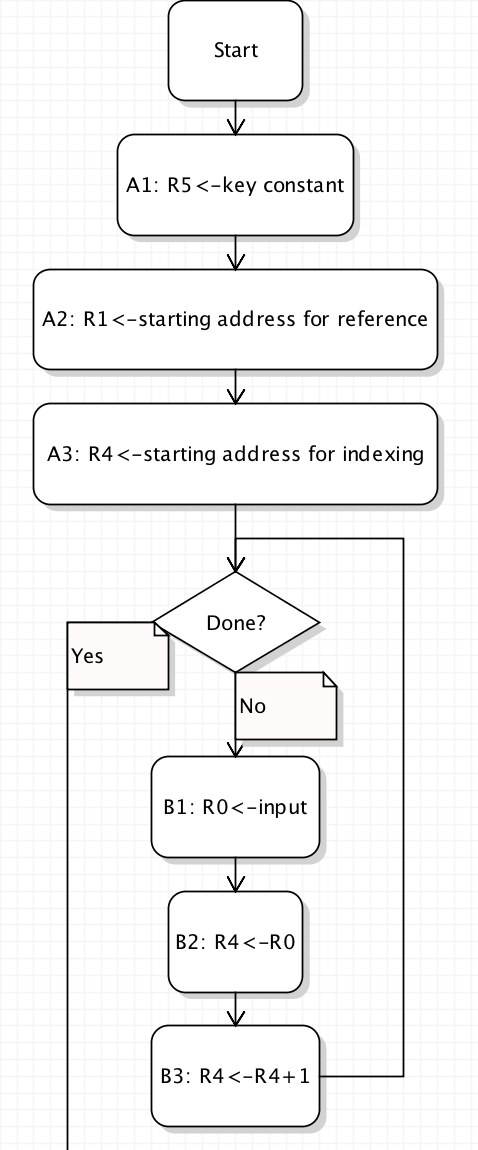 Start
A1: R5<-key constant
A2: R1<-starting address for reference
A3: R4<-starting address for indexing
Done?
Yes
No
B1: R0<-input
B2: R4<-R0
B3: R4<-R4+1